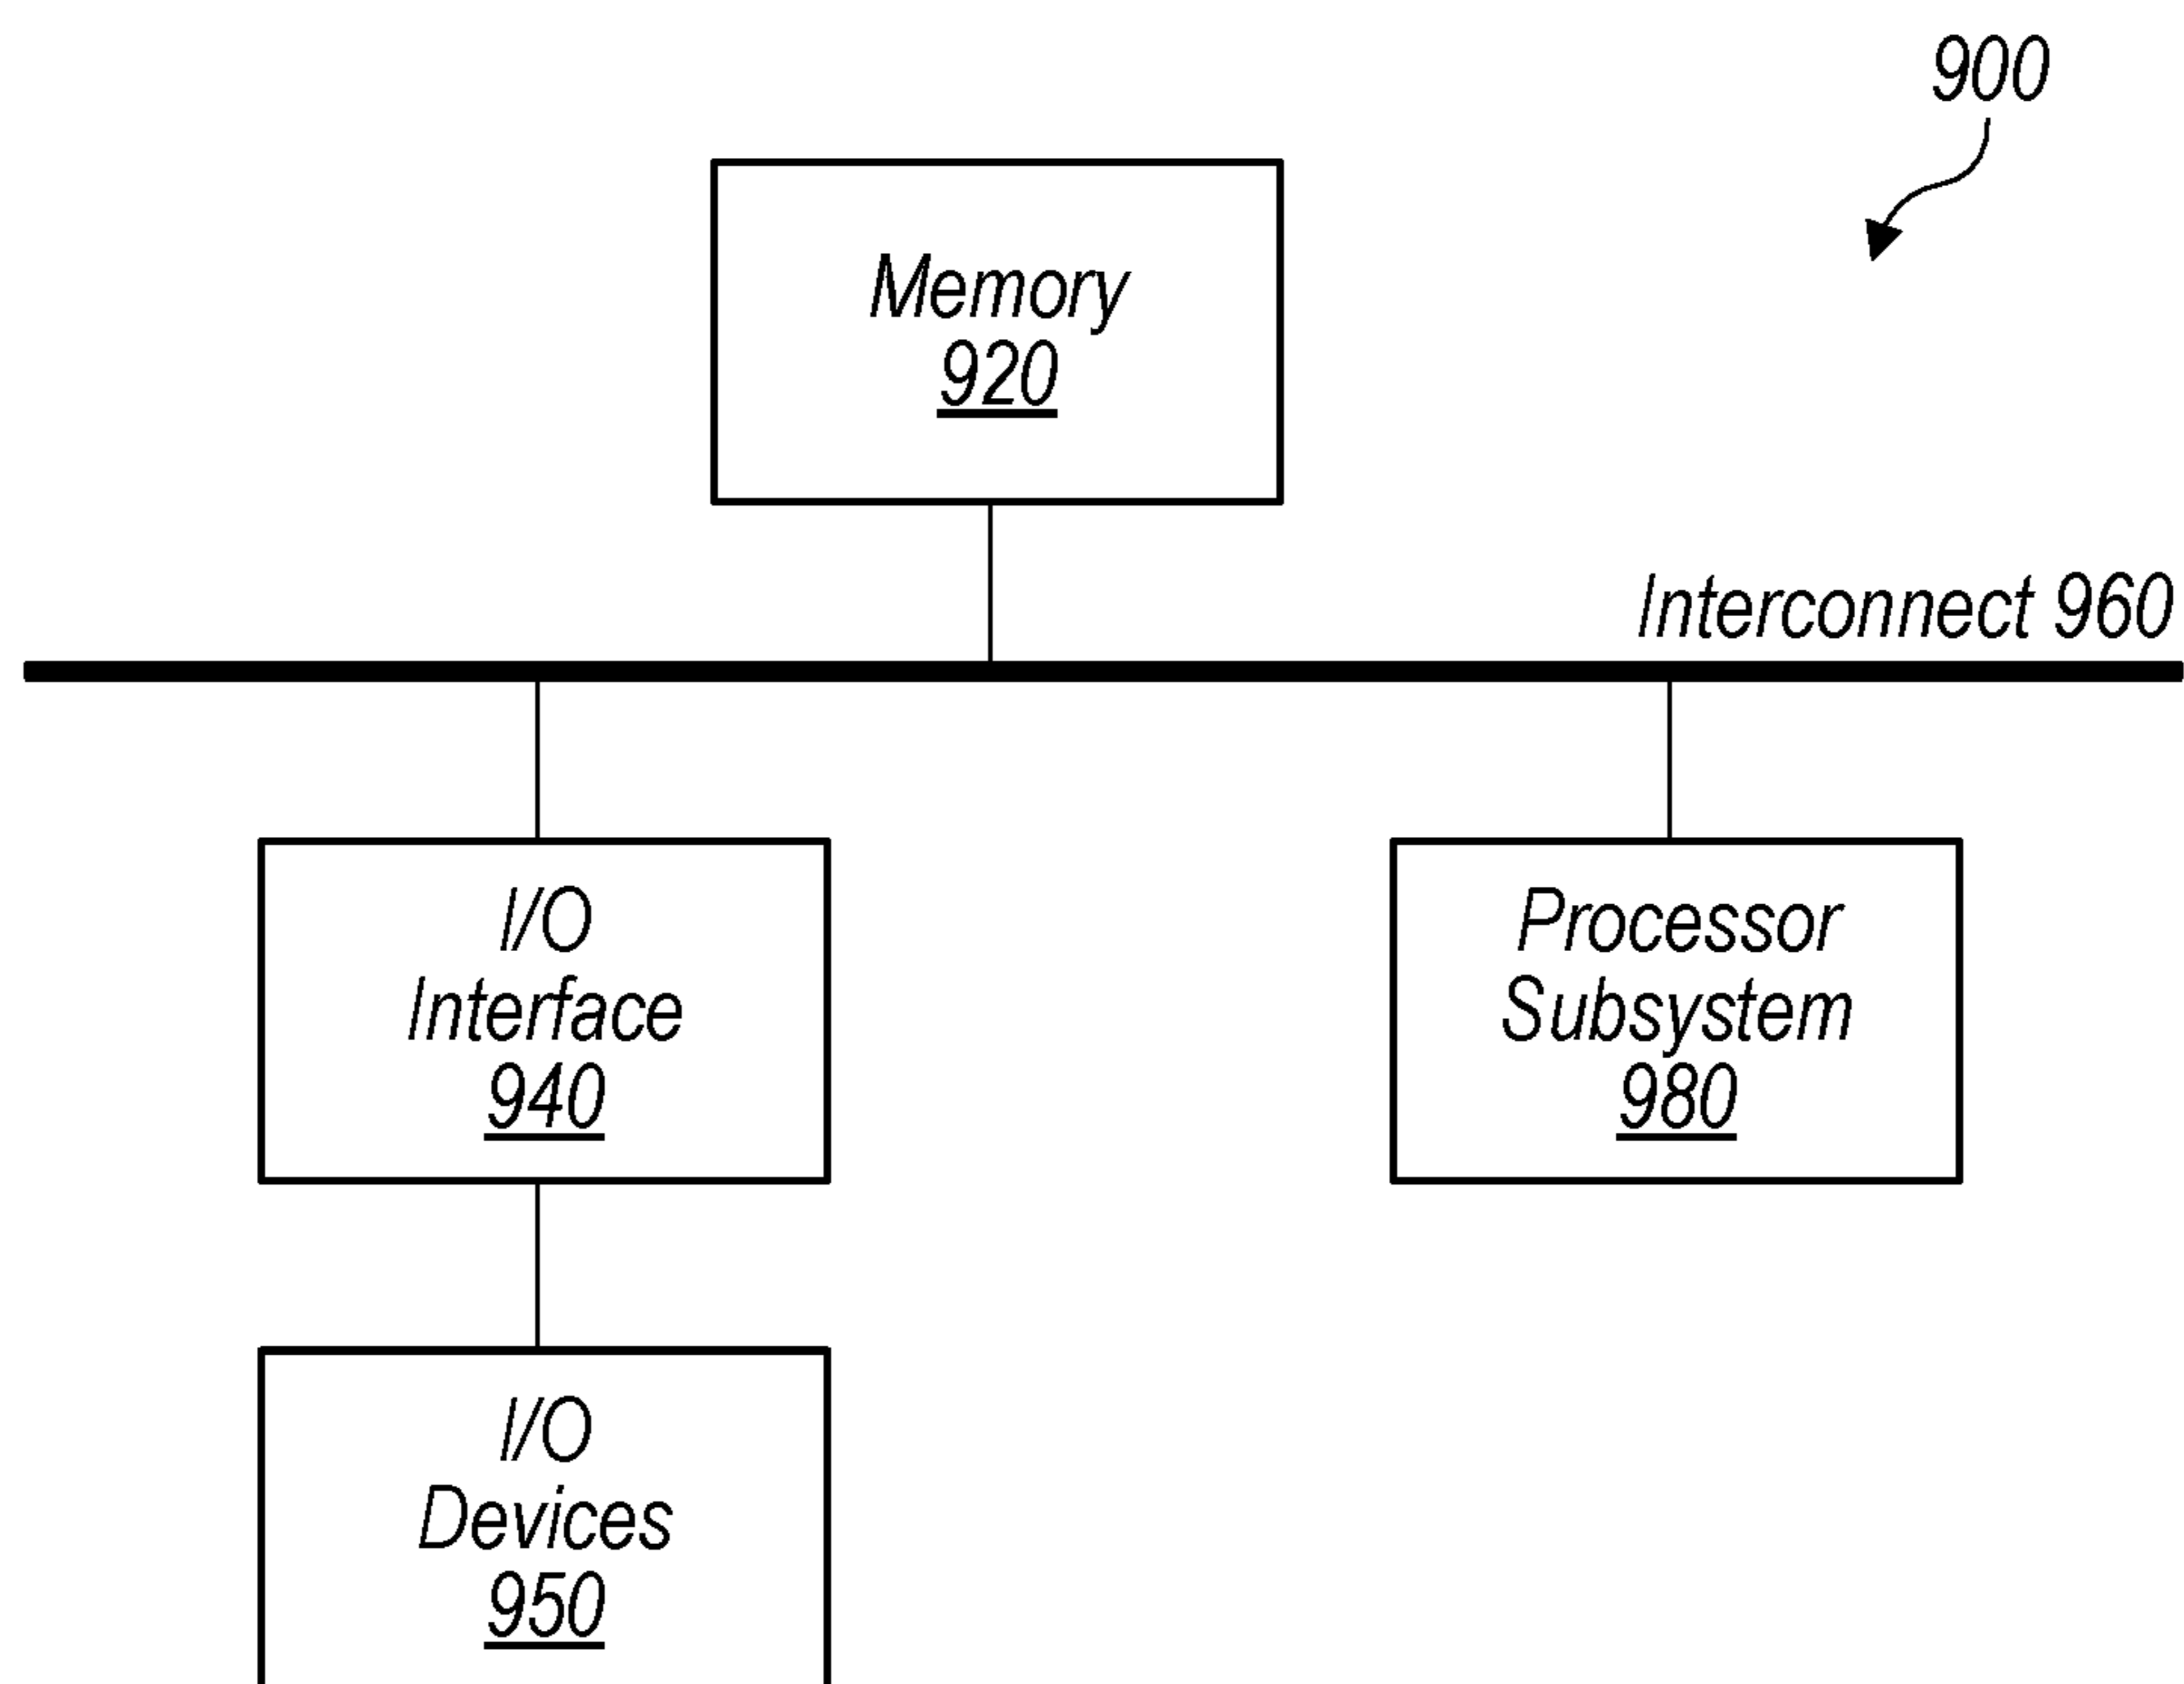 900
Memory
920
Interconnect 960
I/O
Interface
940
Processor
Subsystem
980
I/O
Devices
950